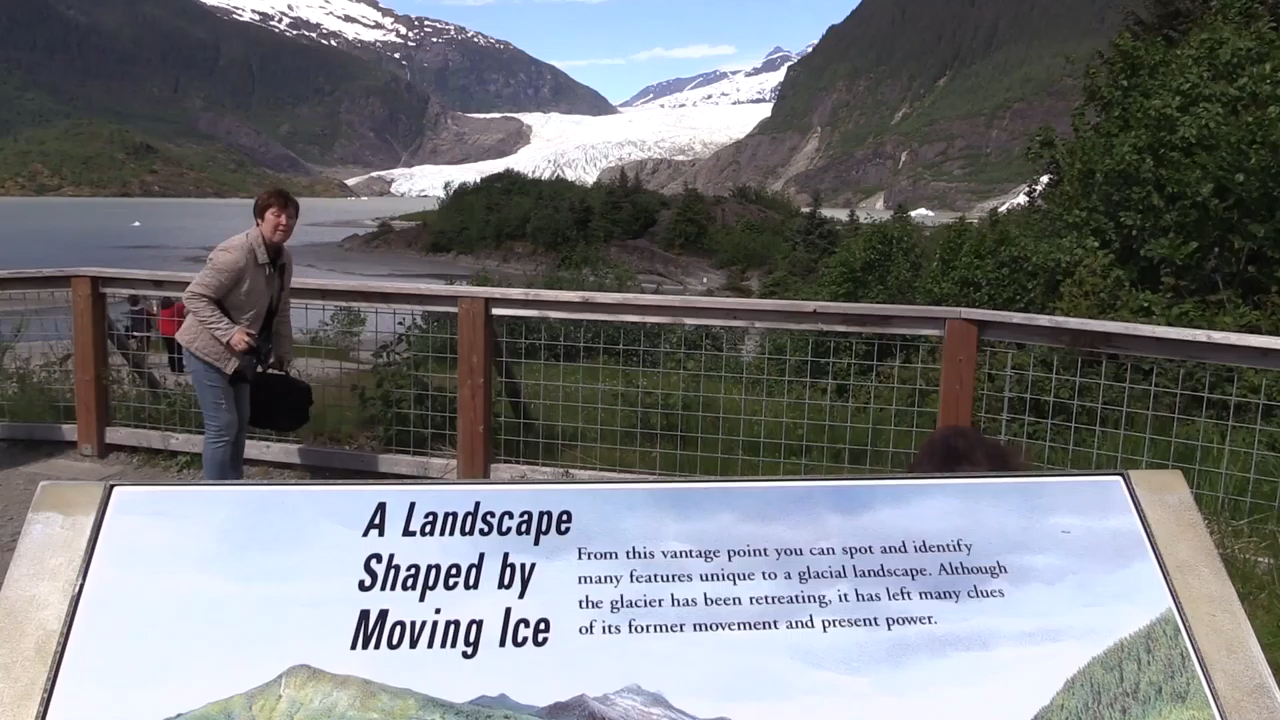 A Landscape
Shaped by
Moving Ice
From this vantage point you can spot and identify
many features unique to a glacial landscape. Although
the glacier has been retreating, it has left many clues
of its former movement and present power.